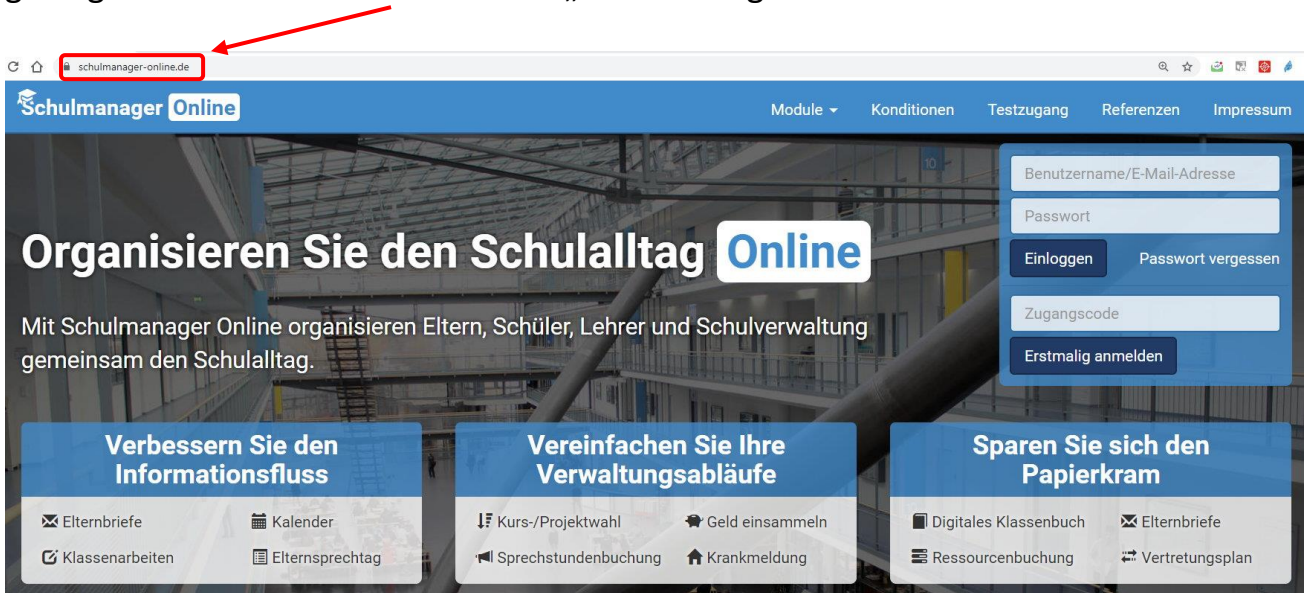 schulmanager-online.de
Schulmanager Online
Module Konditionen Testzugang Referenzen Impressum
10
Benutzername/E-Mail-Adresse
Passwort
Organisieren Sie den Schulalltag Online
Einloggen Passwort vergessen
Mit Schulmanager Online organisieren Eltern, Schüler, Lehrer und Schulverwaltung
gemeinsam den Schulalltag.
Zugangscode
Erstmalig anmelden
Verbessern Sie den
Informationsfluss
Elternbriefe Kalender
Klassenarbeiten Elternsprechtag
Vereinfachen Sie Ihre
Verwaltungsabläufe
Kurs-/Projektwahl Geld einsammeln
Sprechstundenbuchung Krankmeldung
Sparen Sie sich den
Papierkram
Digitales Klassenbuch Elternbriefe
Ressourcenbuchung Vertretungsplan